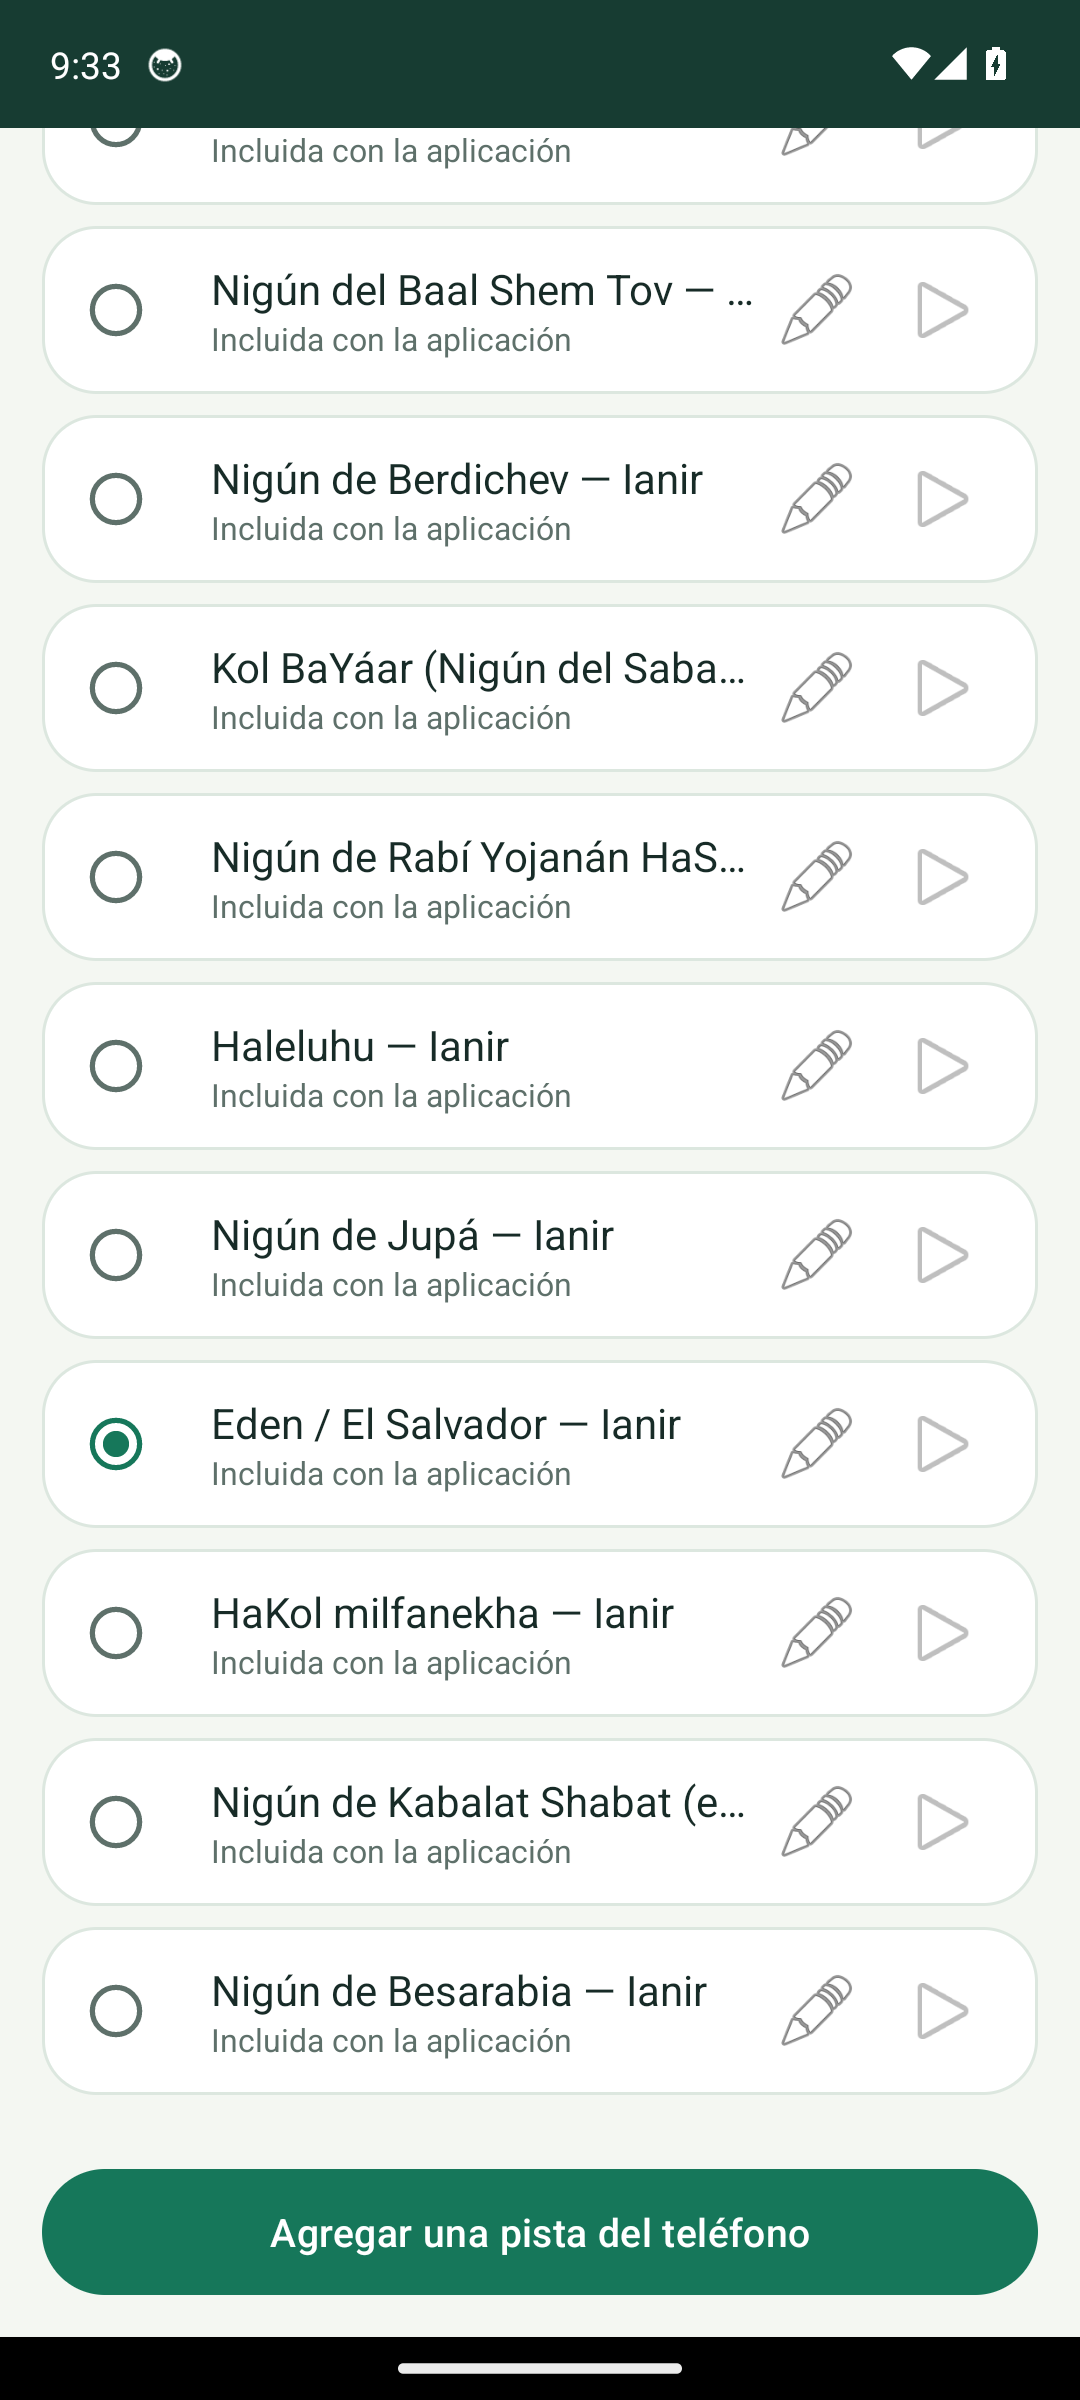 9:33
Incluida con la aplicación
Nigún del Baal Shem Tov — ...
Incluida con la aplicación
Nigún de Berdichev — Ianir
Incluida con la aplicación
Kol BaYáar (Nigún del Saba...
Incluida con la aplicación
Nigún de Rabí Yojanán HaS...
Incluida con la aplicación
Haleluhu — Ianir
Incluida con la aplicación
Nigún de Jupá — Ianir
Incluida con la aplicación
Eden / El Salvador — Ianir
Incluida con la aplicación
HaKol milfanekha — Ianir
Incluida con la aplicación
Nigún de Kabalat Shabat (e...
Incluida con la aplicación
Nigún de Besarabia — Ianir
Incluida con la aplicación
Agregar una pista del teléfono